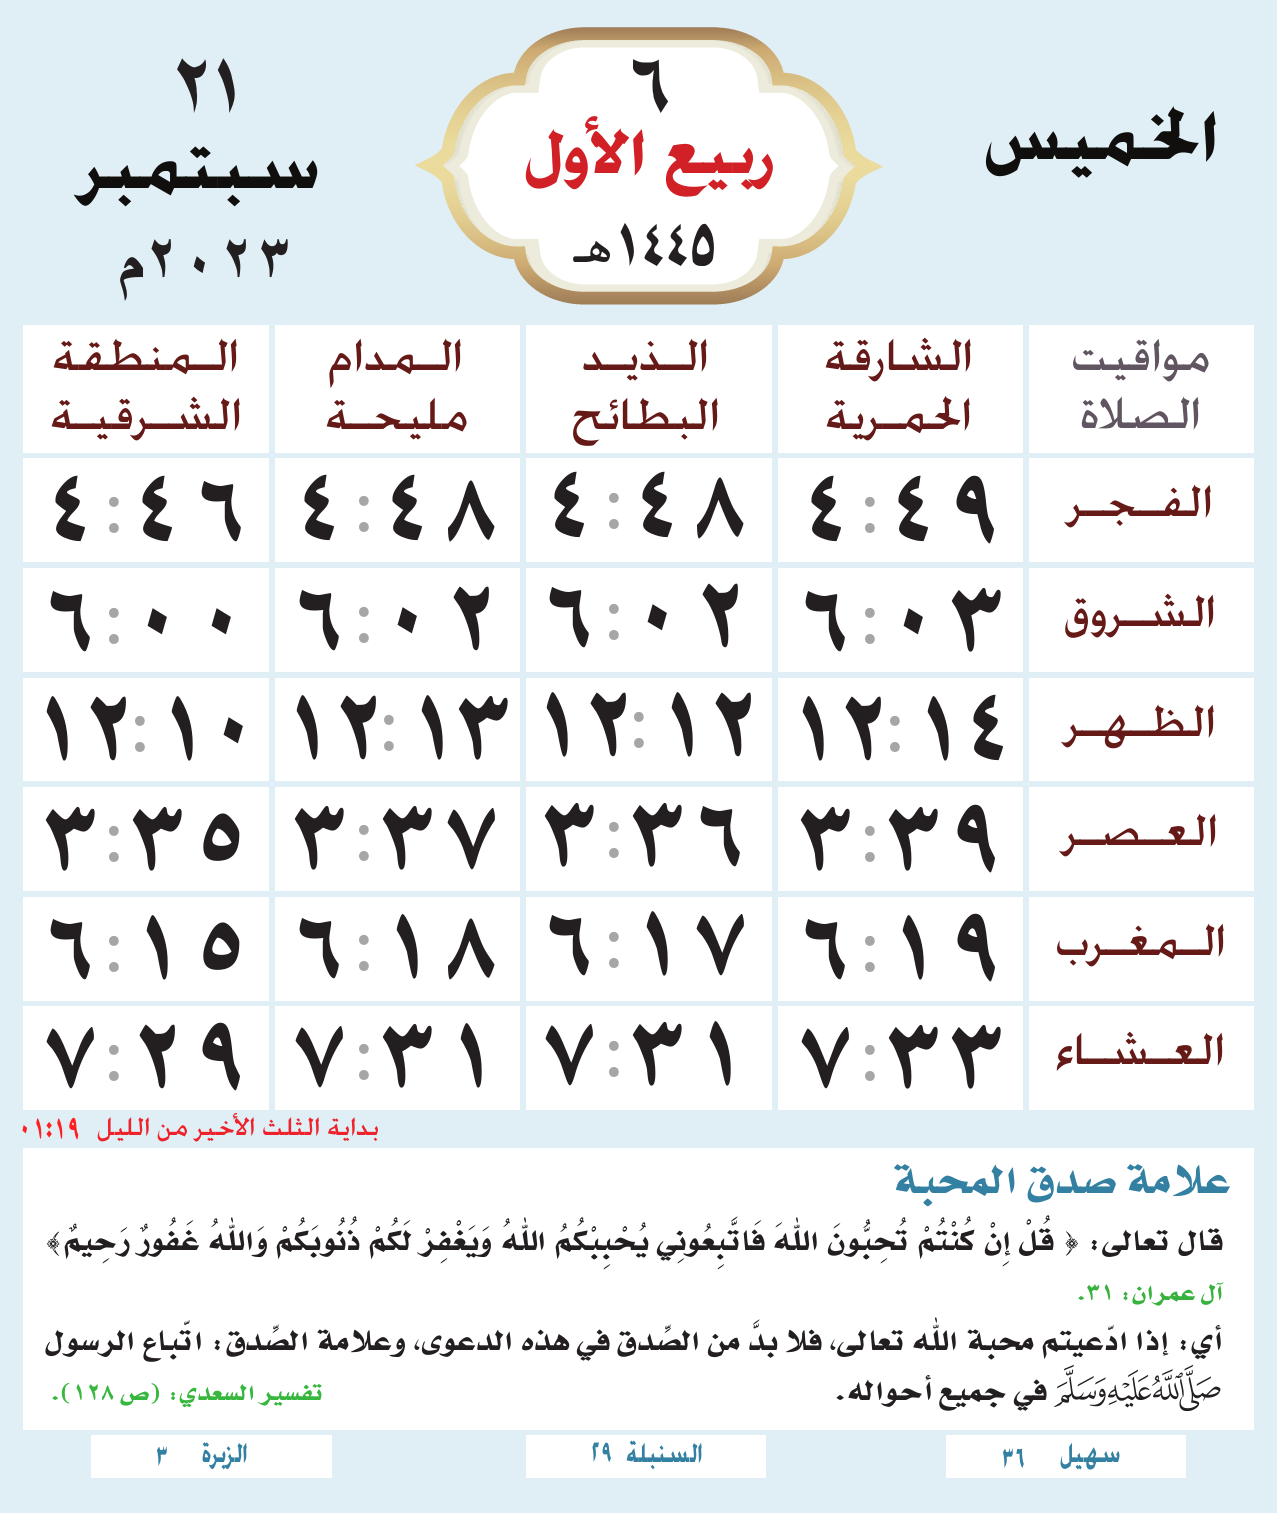 الخميس
٦
ربيع الأول
١٤٤٥هـ
٢١
سبتمبر
٢٠٢٣م
مواقيت الصلاة الشارقة الحمرية الذيد البطائح المدام مليحة المنطقة الشرقية
الفجر ٤:٤٩ ٤:٤٨ ٤:٤٨ ٤:٤٦
الشروق ٦:٠٣ ٦:٠٢ ٦:٠٢ ٦:٠٠
الظهر ١٢:١٤ ١٢:١٢ ١٢:١٣ ١٢:١٠
العصر ٣:٣٩ ٣:٣٦ ٣:٣٧ ٣:٣٥
المغرب ٦:١٩ ٦:١٧ ٦:١٨ ٦:١٥
العشاء ٧:٣٣ ٧:٣١ ٧:٣١ ٧:٢٩
بداية الثلث الأخير من الليل ٠١:١٩
علامة صدق المحبة
قال تعالى: ﴿ قُلْ إِنْ كُنْتُمْ تُحِبُّونَ اللهَ فَاتَّبِعُونِي يُحْبِبْكُمُ اللهُ وَيَغْفِرْ لَكُمْ ذُنُوبَكُمْ وَاللهُ غَفُورٌ رَحِيمٌ﴾
آل عمران: ٣١.
أي: إذا ادّعيتم محبة الله تعالى، فلا بدَّ من الصِّدق في هذه الدعوى، وعلامة الصِّدق: اتّباع الرسول
صَلَّى اللَّهُ عَلَيْهِ وَسَلَّمَ في جميع أحواله. تفسير السعدي: (ص ١٢٨).
سهيل ٣٦ السنبلة ٢٩ الزبرة ٣